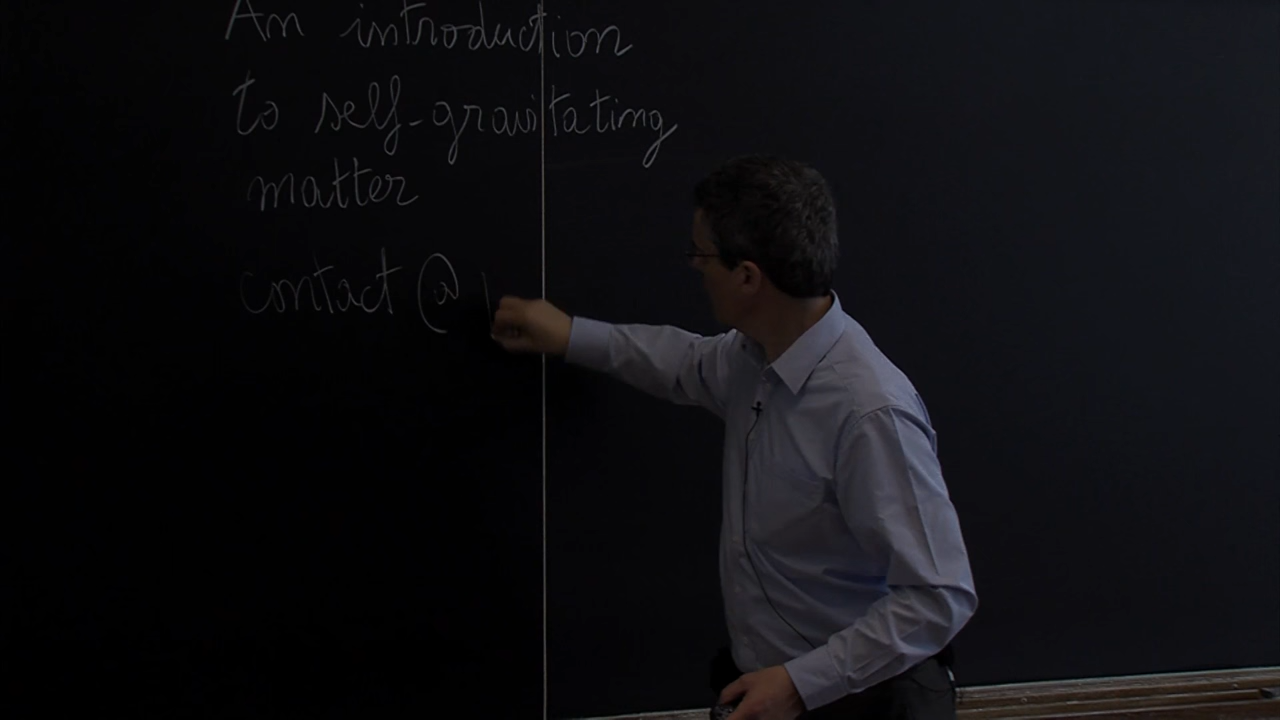 An introduction
to self-gravitating
matter
contact @